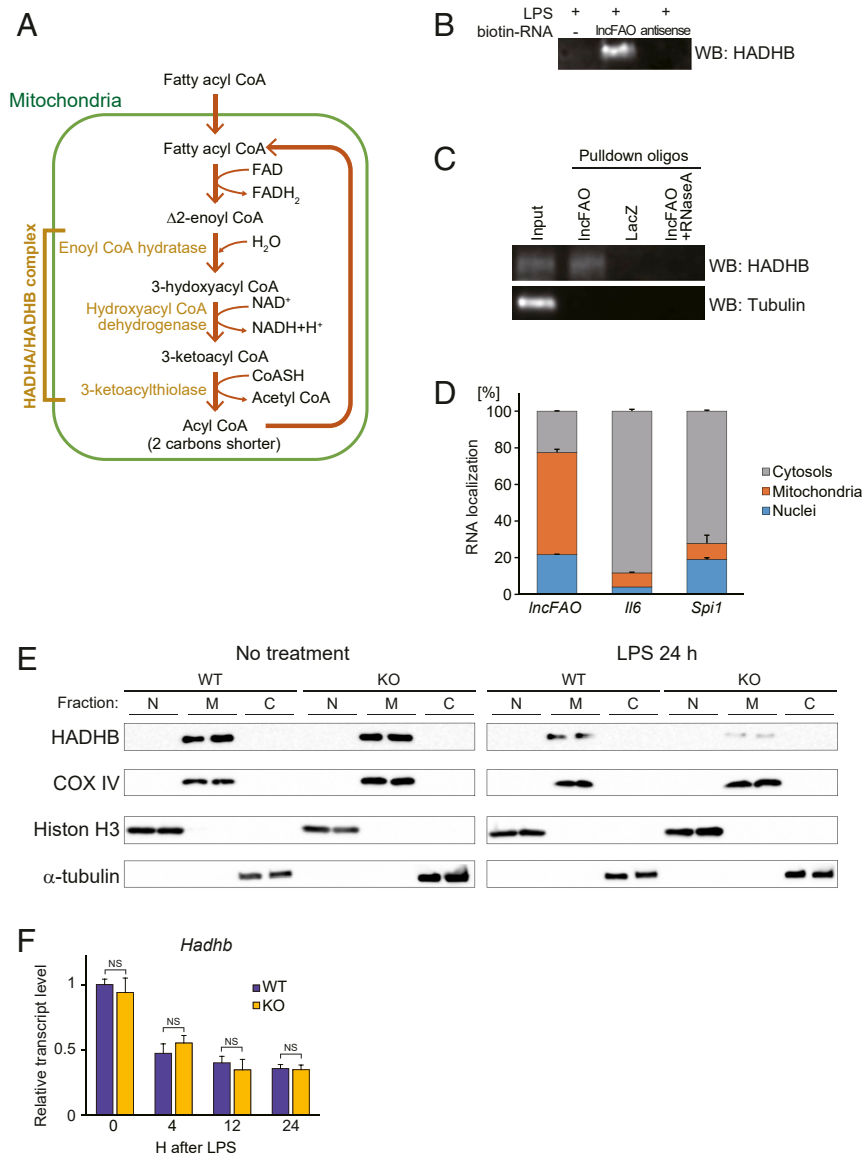 A
Fatty acyl CoA
Mitochondria
Fatty acyl CoA
FAD
FADH₂
Δ2-enoyl CoA
Enoyl CoA hydratase
H₂O
3-hydoxyacyl CoA
Hydroxyacyl CoA
dehydrogenase
NAD⁺
NADH+H⁺
3-ketoacyl CoA
3-ketoacylthiolase
CoASH
Acetyl CoA
Acyl CoA
(2 carbons shorter)
HADHA/HADHB complex
B
LPS + + +
biotin-RNA - lncFAO antisense
WB: HADHB
C
Pulldown oligos
Input lncFAO LacZ lncFAO +RNaseA
WB: HADHB
WB: Tubulin
D
[%]
100
80
60
40
20
0
RNA localization
lncFAO Il6 Spi1
Cytosols
Mitochondria
Nuclei
E
No treatment LPS 24 h
WT KO WT KO
Fraction: N M C N M C N M C N M C
HADHB
COX IV
Histon H3
α-tubulin
F
Hadhb
Relative transcript level
1
0.5
0
NS NS NS NS
WT
KO
0 4 12 24
H after LPS